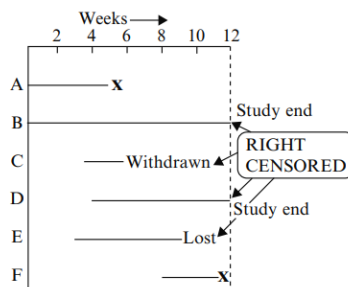 Weeks
2 4 6 8 10 12
A X
B
Study end
RIGHT
CENSORED
C Withdrawn
D
Study end
E Lost
F X